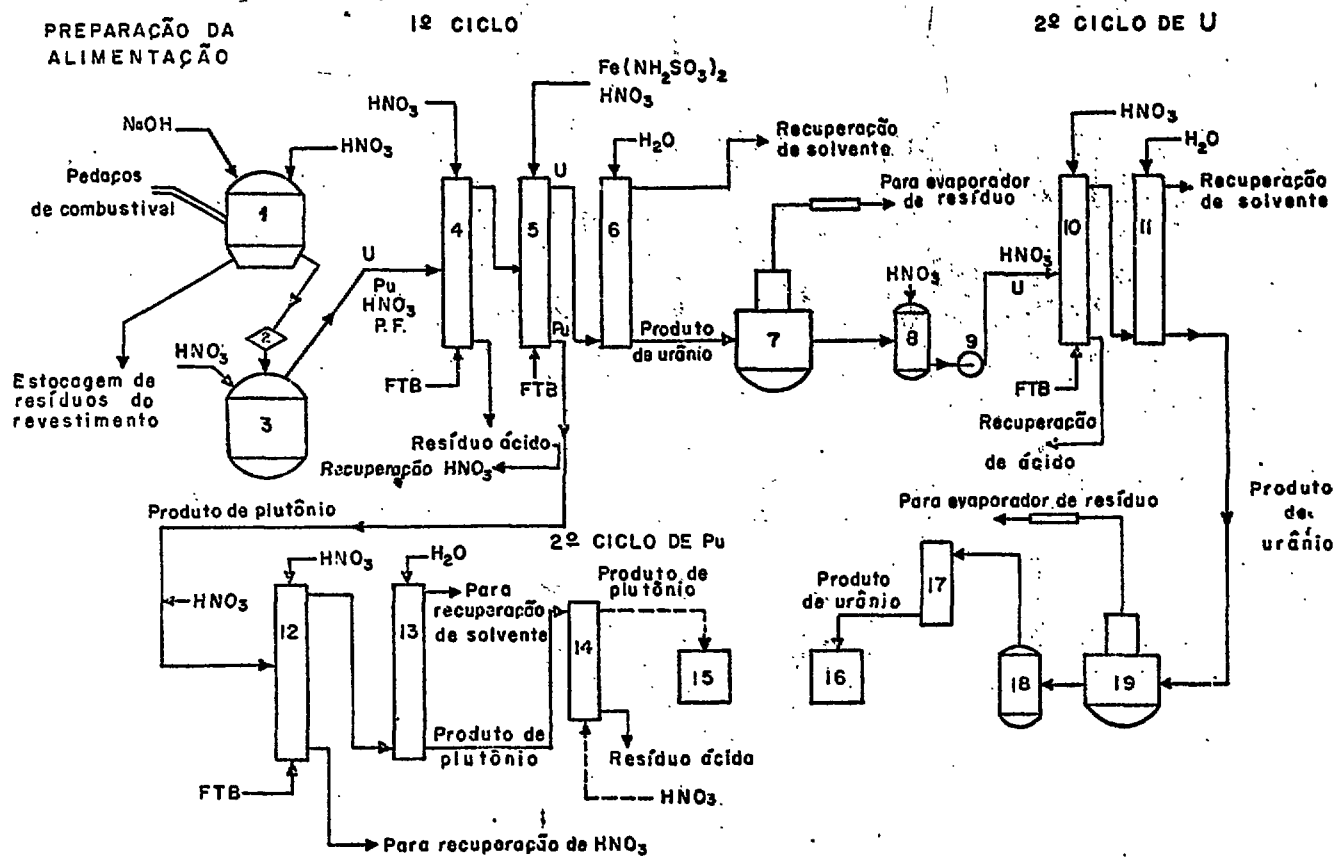 PREPARAÇÃO DA
ALIMENTAÇÃO
1º CICLO
2º CICLO DE U
NaOH
HNO3
Pedaços
de combustival
1
2
HNO3
3
Estocagem de
resíduos do
revestimento
U
Pu
HNO3
P.F.
HNO3
4
FTB
Resíduo ácido
Fe(NH2SO3)2
HNO3
5
U
Pu
FTB
Recuperação HNO3
H2O
6
Recuperação
de solvente
Produto
de urânio
Para evaporador
de resíduo
7
HNO3
8
9
HNO3
U
HNO3
10
FTB
Recuperação
de ácido
H2O
11
Recuperação
de solvente
Produto
de
urânio
Produto de plutônio
2º CICLO DE Pu
HNO3
HNO3
12
FTB
Para recuperação de HNO3
H2O
13
Para
recuperação
de solvente
Produto de
plutônio
14
Produto de
plutônio
15
Resíduo ácido
HNO3
Para evaporador de resíduo
Produto
de urânio
16
17
18
19